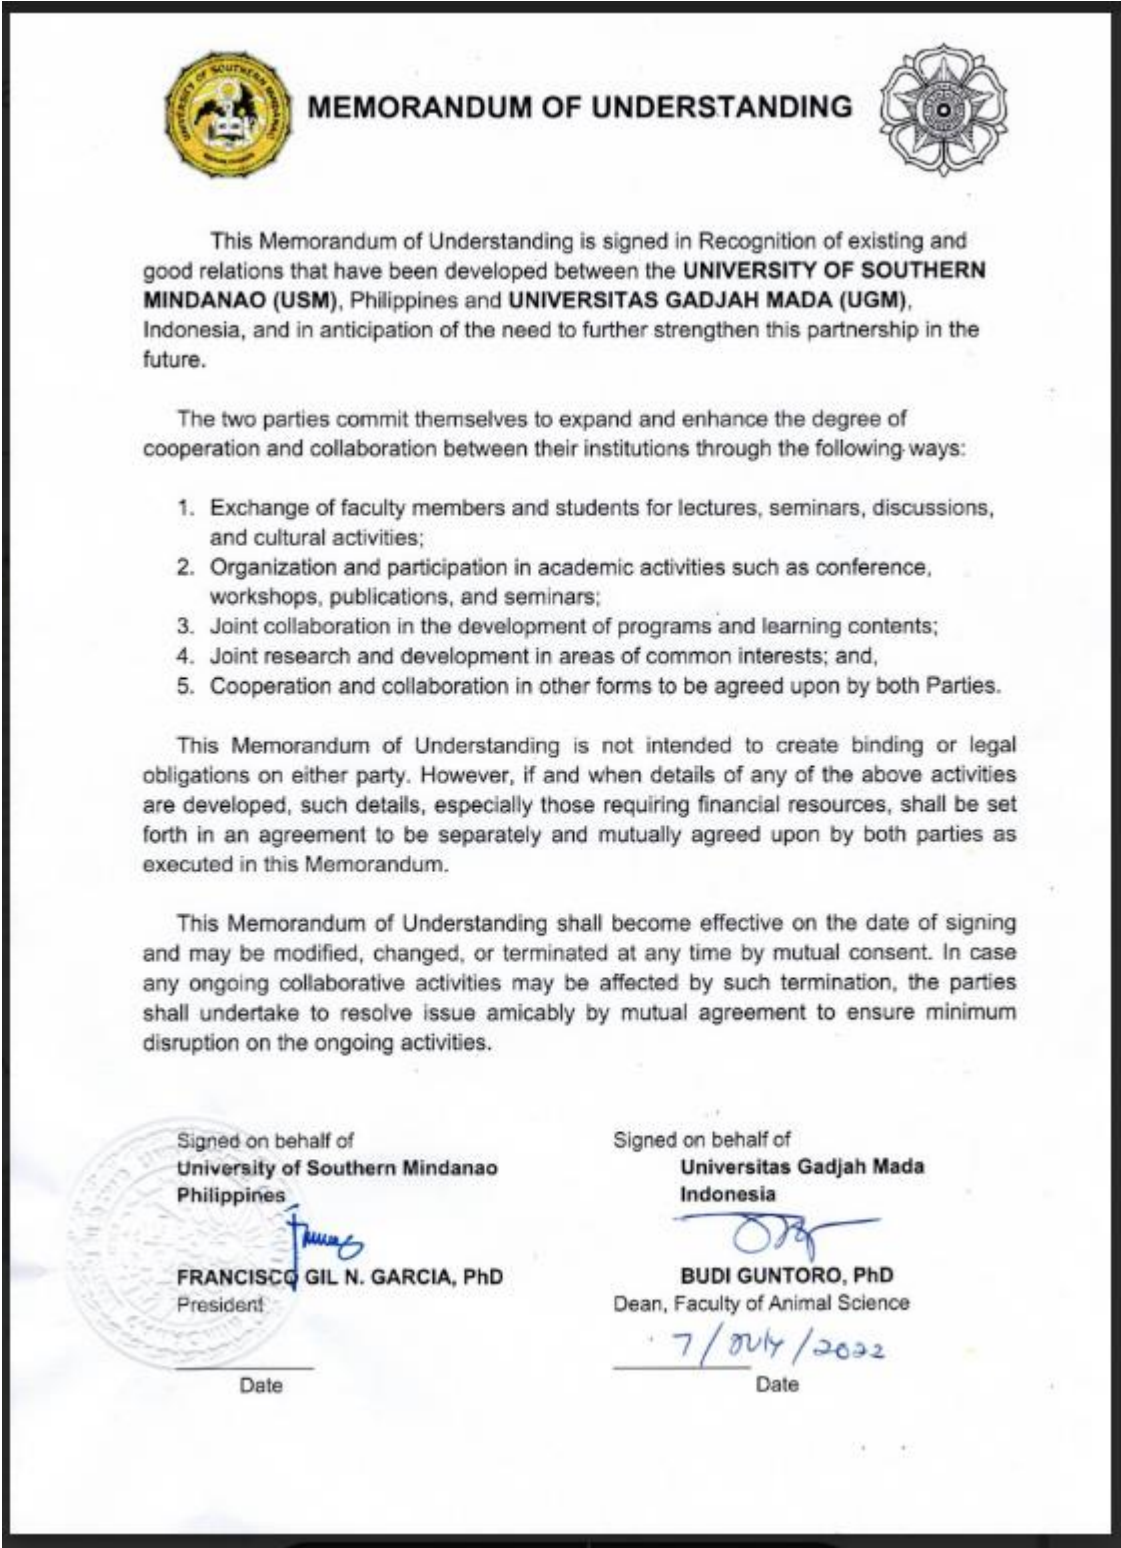 UNIVERSITY OF SOUTHERN MINDANAO
MEMORANDUM OF UNDERSTANDING
This Memorandum of Understanding is signed in Recognition of existing and
good relations that have been developed between the UNIVERSITY OF SOUTHERN
MINDANAO (USM), Philippines and UNIVERSITAS GADJAH MADA (UGM),
Indonesia, and in anticipation of the need to further strengthen this partnership in the
future.
The two parties commit themselves to expand and enhance the degree of
cooperation and collaboration between their institutions through the following ways:
1. Exchange of faculty members and students for lectures, seminars, discussions,
and cultural activities;
2. Organization and participation in academic activities such as conference,
workshops, publications, and seminars;
3. Joint collaboration in the development of programs and learning contents;
4. Joint research and development in areas of common interests; and,
5. Cooperation and collaboration in other forms to be agreed upon by both Parties.
This Memorandum of Understanding is not intended to create binding or legal
obligations on either party. However, if and when details of any of the above activities
are developed, such details, especially those requiring financial resources, shall be set
forth in an agreement to be separately and mutually agreed upon by both parties as
executed in this Memorandum.
This Memorandum of Understanding shall become effective on the date of signing
and may be modified, changed, or terminated at any time by mutual consent. In case
any ongoing collaborative activities may be affected by such termination, the parties
shall undertake to resolve issue amicably by mutual agreement to ensure minimum
disruption on the ongoing activities.
Signed on behalf of
University of Southern Mindanao
Philippines
FRANCISCO GIL N. GARCIA, PhD
President
Date
Signed on behalf of
Universitas Gadjah Mada
Indonesia
BUDI GUNTORO, PhD
Dean, Faculty of Animal Science
7/July/2022
Date